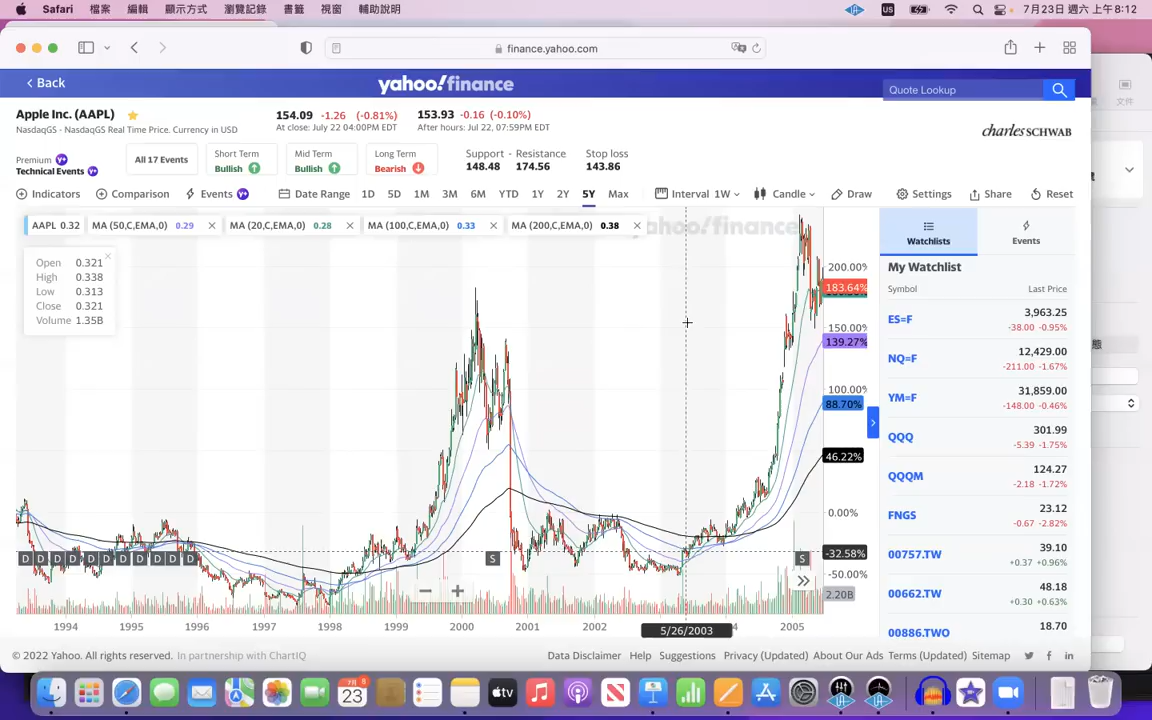 Safari 檔案 編輯 顯示方式 瀏覽記錄 書籤 視窗 輔助說明 US 7月23日 週六 上午8:12
finance.yahoo.com
< Back yahoo!finance Quote Lookup
Apple Inc. (AAPL)
NasdaqGS - NasdaqGS Real Time Price. Currency in USD
154.09 -1.26 (-0.81%)
At close: July 22 04:00PM EDT
153.93 -0.16 (-0.10%)
After hours: Jul 22, 07:59PM EDT
charles SCHWAB
文件
Premium Y+
Technical Events Y+
All 17 Events
Short Term
Bullish
Mid Term
Bullish
Long Term
Bearish
Support - Resistance
148.48 174.56
Stop loss
143.86
Indicators Comparison Events Y+ Date Range 1D 5D 1M 3M 6M YTD 1Y 2Y 5Y Max Interval 1W Candle Draw Settings Share Reset
AAPL 0.32 MA (50,C,EMA,0) 0.29 MA (20,C,EMA,0) 0.28 MA (100,C,EMA,0) 0.33 MA (200,C,EMA,0) 0.38
ahoo!finance
Open 0.321
High 0.338
Low 0.313
Close 0.321
Volume 1.35B
200.00%
183.64%
150.00%
139.27%
100.00%
88.70%
46.22%
0.00%
-32.58%
-50.00%
2.20B
D D D D D D D D D D D S S
1994 1995 1996 1997 1998 1999 2000 2001 2002 5/26/2003 4 2005
Watchlists Events
My Watchlist
Symbol Last Price
ES=F 3,963.25
-38.00 -0.95%
NQ=F 12,429.00
-211.00 -1.67%
YM=F 31,859.00
-148.00 -0.46%
QQQ 301.99
-5.39 -1.75%
QQQM 124.27
-2.18 -1.72%
FNGS 23.12
-0.67 -2.82%
00757.TW 39.10
+0.37 +0.96%
00662.TW 48.18
+0.30 +0.63%
00886.TWO 18.70
態
© 2022 Yahoo. All rights reserved. In partnership with ChartIQ Data Disclaimer Help Suggestions Privacy (Updated) About Our Ads Terms (Updated) Sitemap
7月
23
8
tv